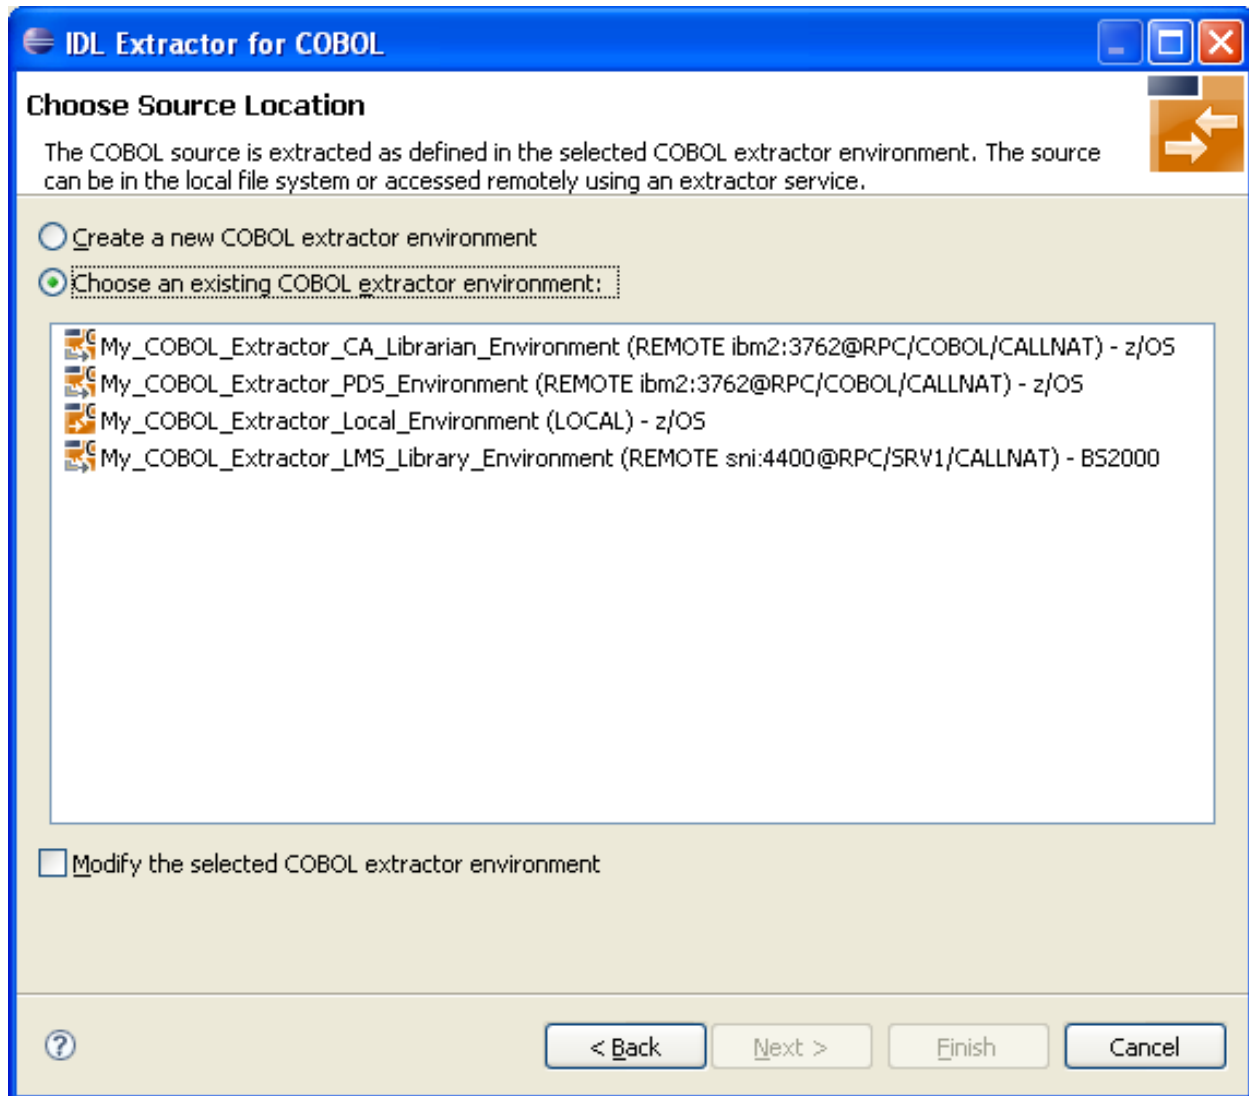 IDL Extractor for COBOL
Choose Source Location
The COBOL source is extracted as defined in the selected COBOL extractor environment. The source
can be in the local file system or accessed remotely using an extractor service.
Create a new COBOL extractor environment
Choose an existing COBOL extractor environment:
My_COBOL_Extractor_CA_Librarian_Environment (REMOTE ibm2:3762@RPC/COBOL/CALLNAT) - z/OS
My_COBOL_Extractor_PDS_Environment (REMOTE ibm2:3762@RPC/COBOL/CALLNAT) - z/OS
My_COBOL_Extractor_Local_Environment (LOCAL) - z/OS
My_COBOL_Extractor_LMS_Library_Environment (REMOTE sni:4400@RPC/SRV1/CALLNAT) - BS2000
Modify the selected COBOL extractor environment
? < Back Next > Finish Cancel